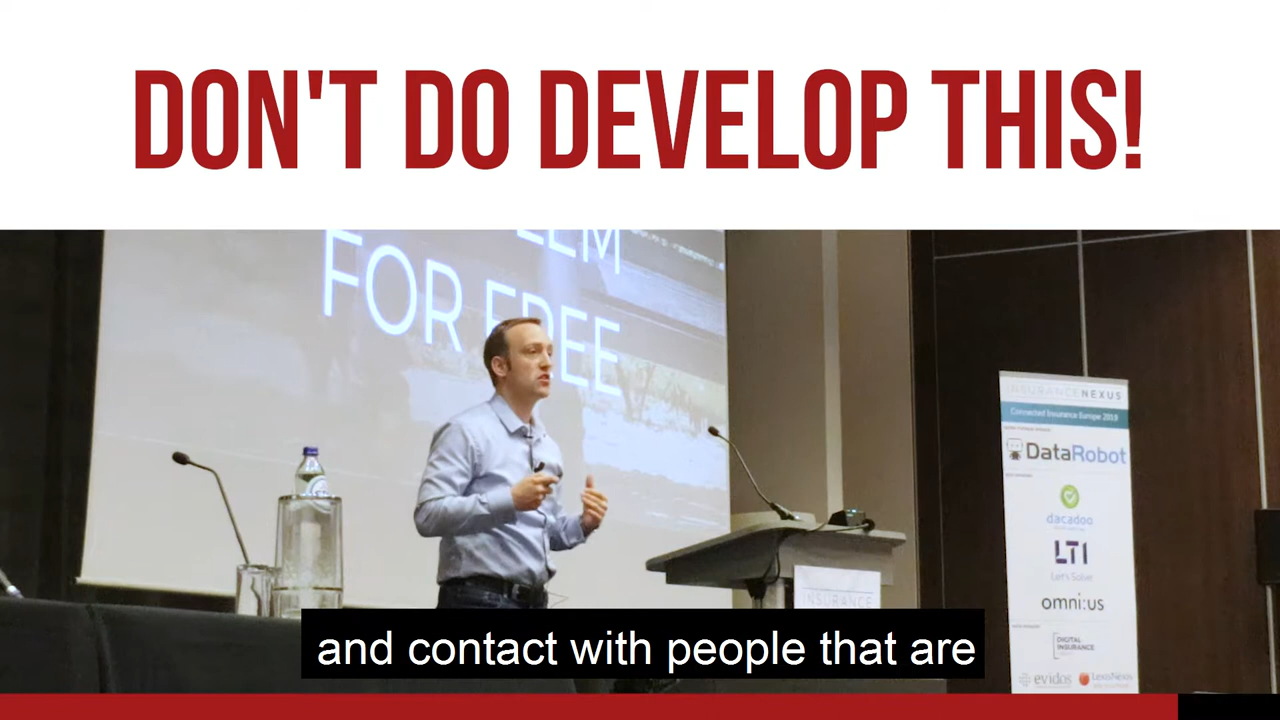 DON'T DO DEVELOP THIS!
FOR FREE
INSURANCENEXUS
Connected Insurance Europe 2019
DataRobot
dacadoo
LTI
Let's Solve
omni:us
DIGITAL
INSURANCE
evidos
LexisNexis
INSURANCE
and contact with people that are